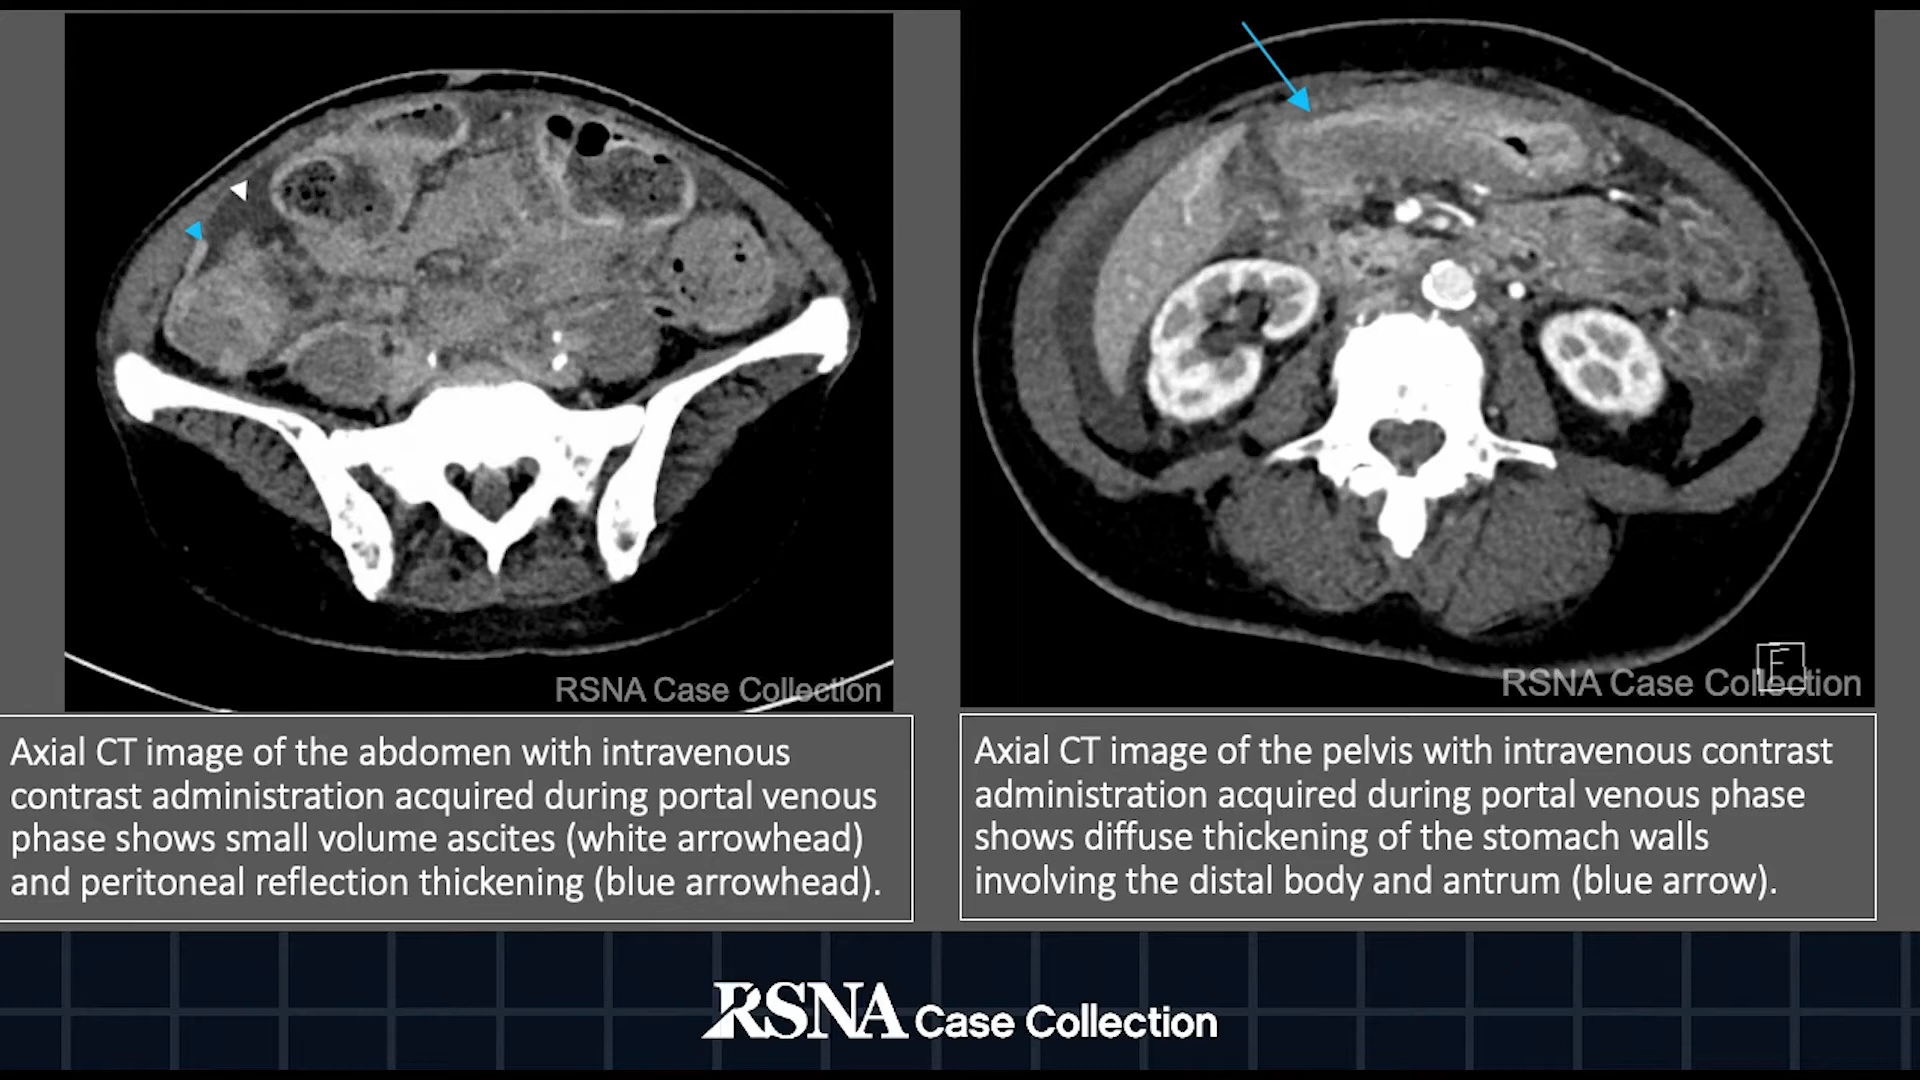 RSNA Case Collection
Axial CT image of the abdomen with intravenous
contrast administration acquired during portal venous
phase shows small volume ascites (white arrowhead)
and peritoneal reflection thickening (blue arrowhead).
F
RSNA Case Collection
Axial CT image of the pelvis with intravenous contrast
administration acquired during portal venous phase
shows diffuse thickening of the stomach walls
involving the distal body and antrum (blue arrow).
RSNA Case Collection